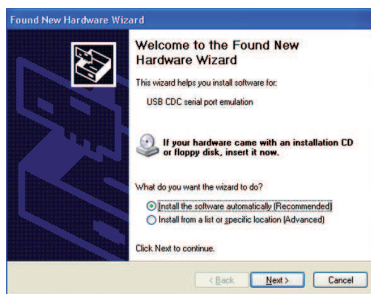 Found New Hardware Wizard
Welcome to the Found New
Hardware Wizard
This wizard helps you install software for:
USB CDC serial port emulation
If your hardware came with an installation CD
or floppy disk, insert it now.
What do you want the wizard to do?
Install the software automatically (Recommended)
Install from a list or specific location (Advanced)
Click Next to continue.
< Back
Next >
Cancel